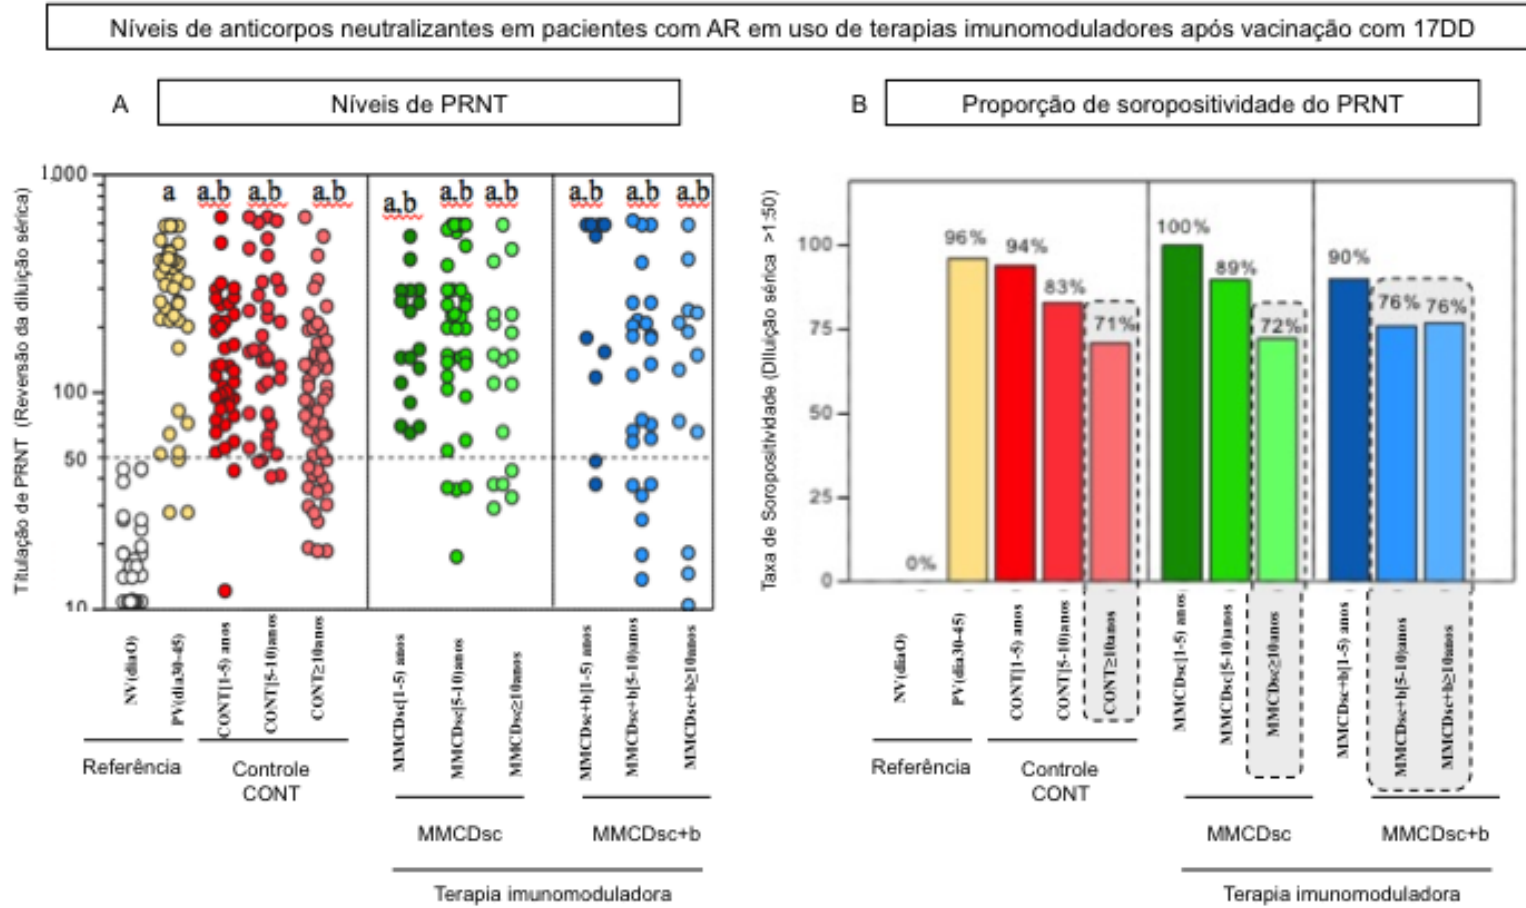 Níveis de anticorpos neutralizantes em pacientes com AR em uso de terapias imunomoduladores após vacinação com 17DD
A
Níveis de PRNT
Titulação de PRNT (Reversão da diluição sérica)
1.000
100
50
10
a
a,b
a,b
a,b
a,b
a,b
a,b
a,b
a,b
a,b
NV(diaO)
PV(dia30-45)
CONT[1-5) anos
CONT[5-10)anos
CONT≥10anos
MMCDsc[1-5) anos
MMCDsc[5-10)anos
MMCDsc≥10anos
MMCDsc+b[1-5) anos
MMCDsc+b[5-10)anos
MMCDsc+b≥10anos
Referência
Controle
CONT
MMCDsc
MMCDsc+b
Terapia imunomoduladora
B
Proporção de soropositividade do PRNT
Taxa de Soropositividade (DIluição sérica >1:50)
100
75
50
25
0
0%
96%
94%
83%
71%
100%
89%
72%
90%
76%
76%
NV(diaO)
PV(dia30-45)
CONT[1-5) anos
CONT[5-10)anos
CONT≥10anos
MMCDsc[1-5) anos
MMCDsc[5-10)anos
MMCDsc≥10anos
MMCDsc+b[1-5) anos
MMCDsc+b[5-10)anos
MMCDsc+b≥10anos
Referência
Controle
CONT
MMCDsc
MMCDsc+b
Terapia imunomoduladora